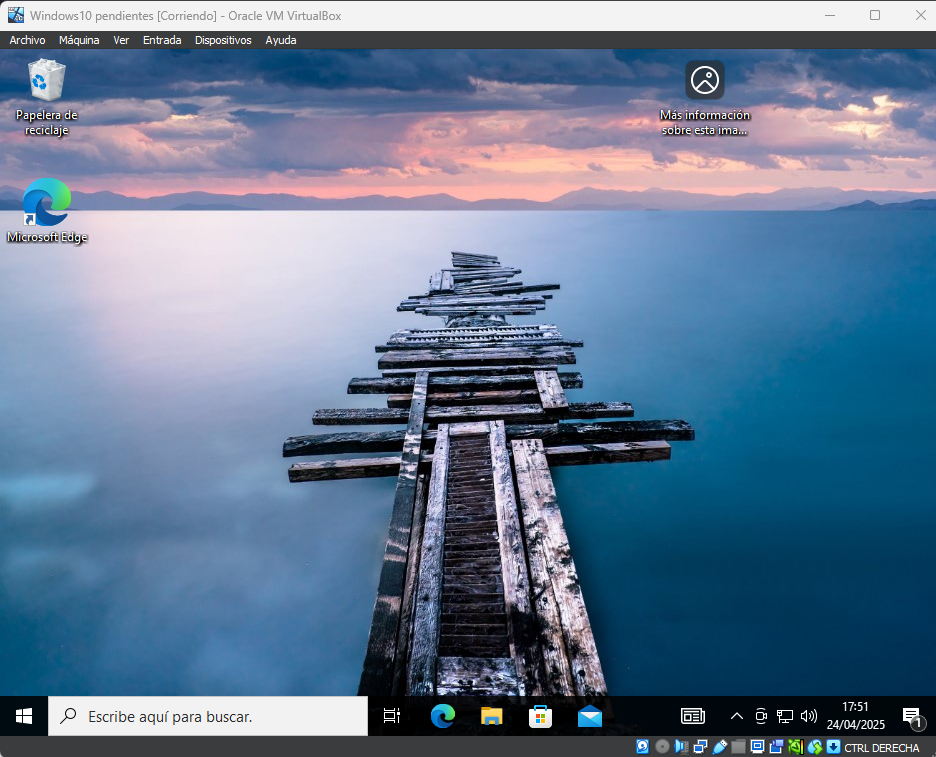 Windows10 pendientes [Corriendo] - Oracle VM VirtualBox
Archivo Máquina Ver Entrada Dispositivos Ayuda
Papelera de
reciclaje
Más información
sobre esta ima...
Microsoft Edge
Escribe aquí para buscar.
17:51
24/04/2025
1
CTRL DERECHA